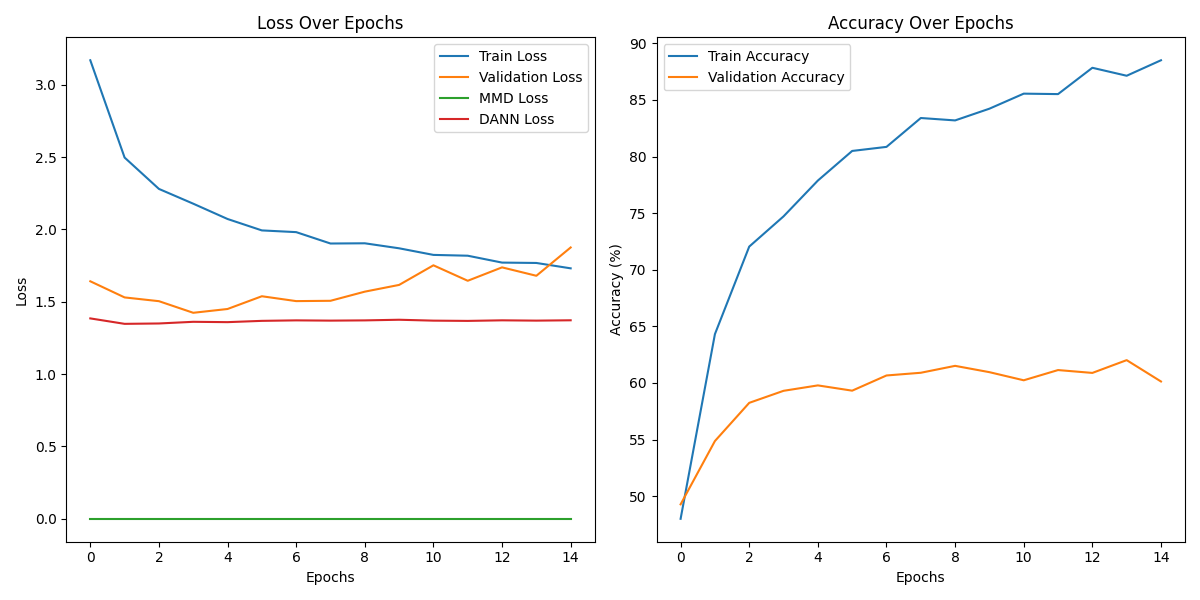 Loss Over Epochs
Train Loss
Validation Loss
MMD Loss
DANN Loss
3.0
2.5
2.0
1.5
1.0
0.5
0.0
Loss
0 2 4 6 8 10 12 14
Epochs
Accuracy Over Epochs
Train Accuracy
Validation Accuracy
90
85
80
75
70
65
60
55
50
Accuracy (%)
0 2 4 6 8 10 12 14
Epochs